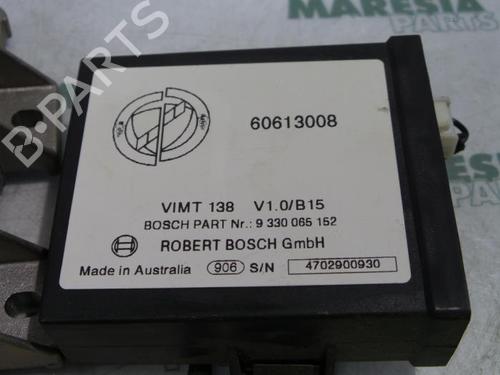 MARESIA
PARTS
B-PARTS
60613008
VIMT 138 V1.0/B15
BOSCH PART Nr.: 9 330 065 152
ROBERT BOSCH GmbH
Made in Australia 906 S/N 4702900930